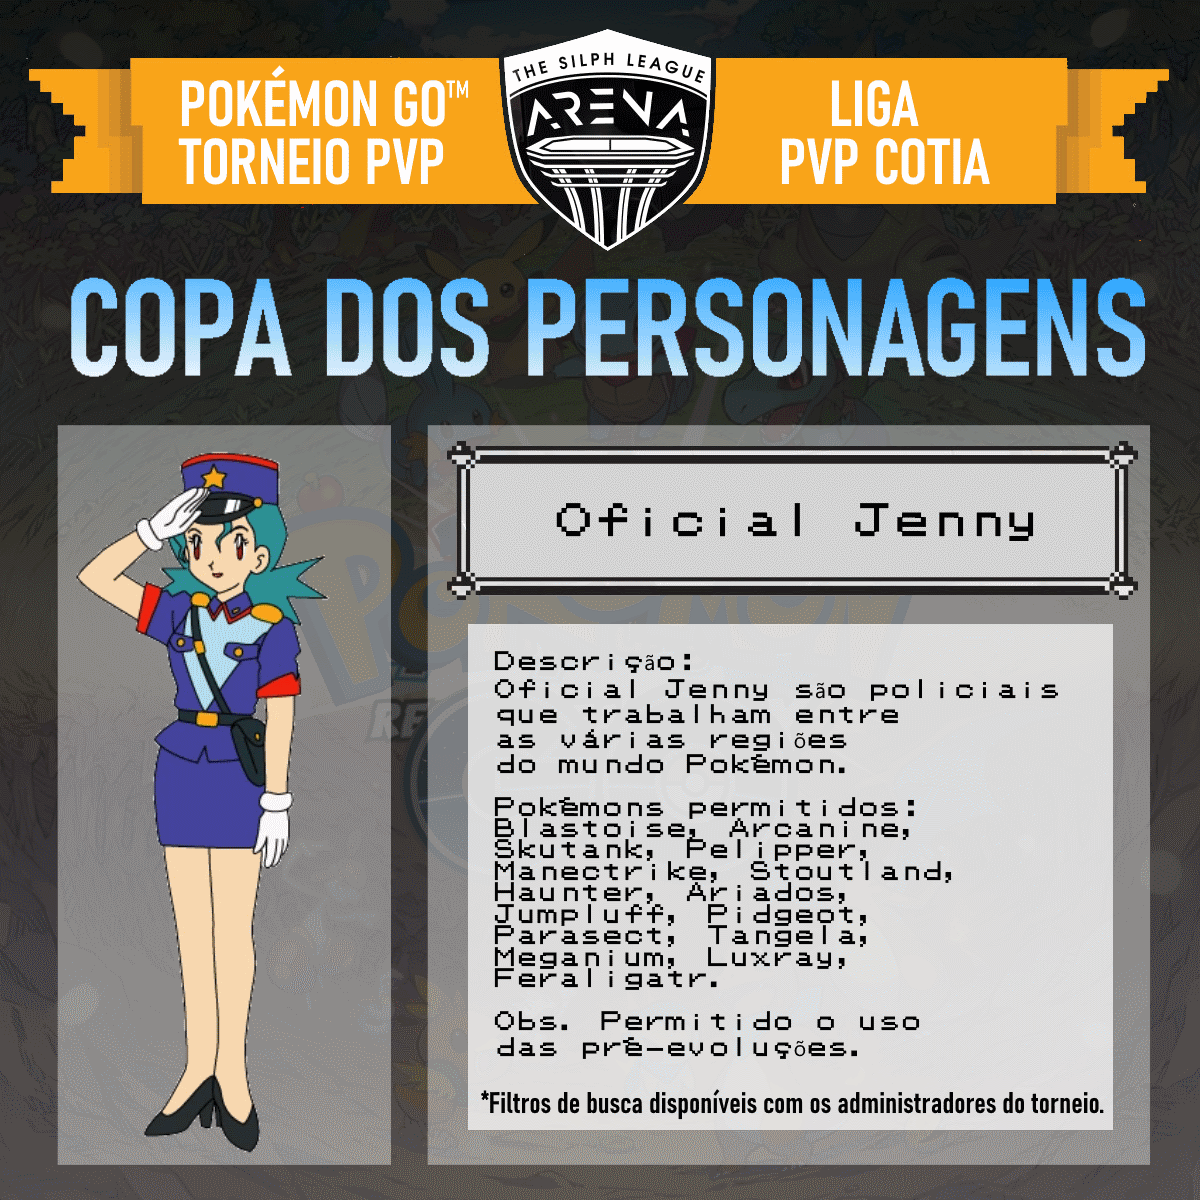 THE SILPH LEAGUE
ARENA
POKÉMON GO™
TORNEIO PVP
LIGA
PVP COTIA
COPA DOS PERSONAGENS
Oficial Jenny
Descrição:
Oficial Jenny são policiais
que trabalham entre
as várias regiões
do mundo Pokémon.
Pokémons permitidos:
Blastoise, Arcanine,
Skutank, Pelipper,
Manectrike, Stoutland,
Haunter, Ariados,
Jumpluff, Pidgeot,
Parasect, Tangela,
Meganium, Luxray,
Feraligatr.
Obs. Permitido o uso
das pré-evoluções.
*Filtros de busca disponíveis com os administradores do torneio.
POKÉMON